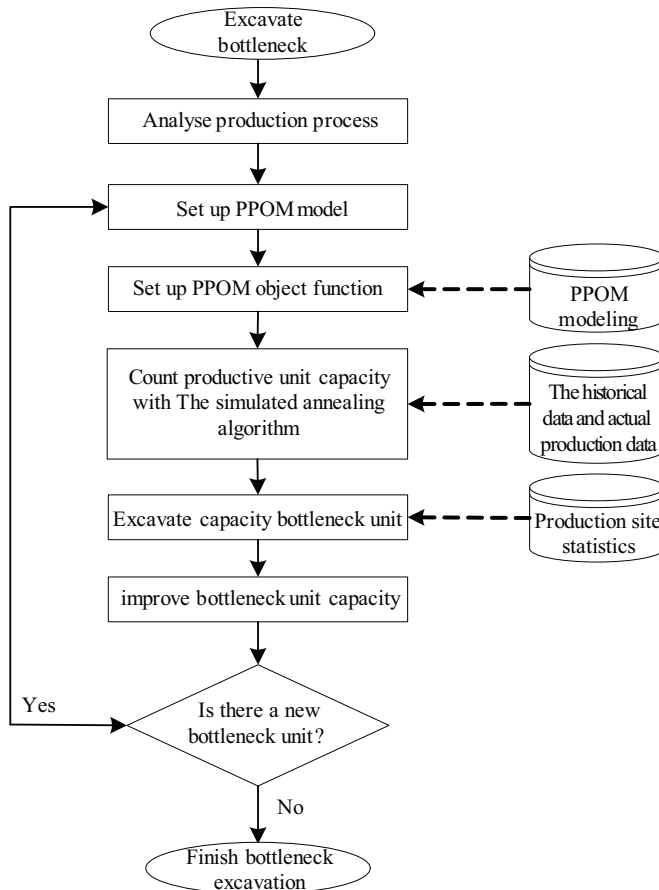 Excavate
bottleneck
Analyse production process
Set up PPOM model
Set up PPOM object function
PPOM
modeling
Count productive unit capacity
with The simulated annealing
algorithm
The historical
data and actual
production data
Excavate capacity bottleneck unit
Production site
statistics
improve bottleneck unit capacity
Yes
Is there a new
bottleneck unit?
No
Finish bottleneck
excavation